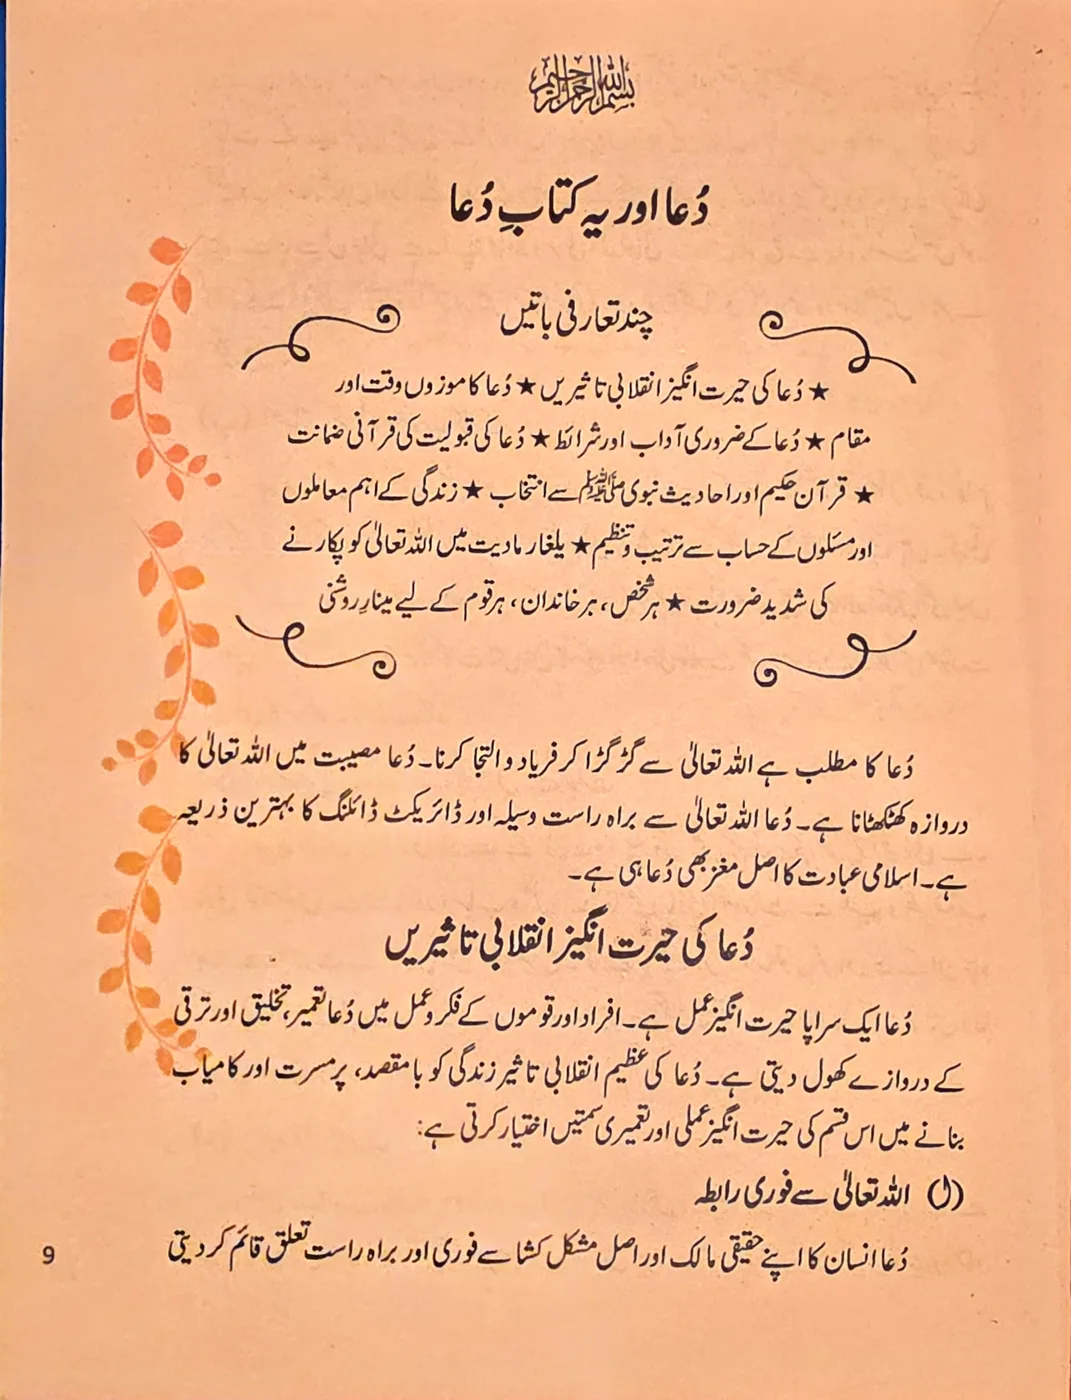 بسم الله الرحمن الرحیم
دُعا اور یہ کتابِ دُعا
چند تعارفی باتیں
★ دُعا کی حیرت انگیز انقلابی تاثیریں ★ دُعا کا موزوں وقت اور
مقام ★ دُعا کے ضروری آداب اور شرائط ★ دُعا کی قبولیت کی قرآنی ضمانت
★ قرآن حکیم اور احادیث نبوی ﷺ سے انتخاب ★ زندگی کے اہم معاملوں
اور مسئلوں کے حساب سے ترتیب و تنظیم ★ یلغار مادیت میں اللہ تعالیٰ کو پکارنے
کی شدید ضرورت ★ ہر شخص، ہر خاندان، ہر قوم کے لیے مینارِ روشنی
دُعا کا مطلب ہے اللہ تعالیٰ سے گڑ گڑا کر فریاد و التجا کرنا۔ دُعا مصیبت میں اللہ تعالیٰ کا
دروازہ کھٹکھٹانا ہے۔ دُعا اللہ تعالیٰ سے براہ راست وسیلہ اور ڈائریکٹ ڈائلنگ کا بہترین ذریعہ
ہے۔ اسلامی عبادت کا اصل مغز بھی دُعا ہی ہے۔
دُعا کی حیرت انگیز انقلابی تاثیریں
دُعا ایک سراپا حیرت انگیز عمل ہے۔ افراد اور قوموں کے فکر و عمل میں دُعا تعمیر، تخلیق اور ترقی
کے دروازے کھول دیتی ہے۔ دُعا کی عظیم انقلابی تاثیر زندگی کو با مقصد، پر مسرت اور کامیاب
بنانے میں اس قسم کی حیرت انگیز عملی اور تعمیری سمتیں اختیار کرتی ہے:
(ا) اللہ تعالیٰ سے فوری رابطہ
دُعا انسان کا اپنے حقیقی مالک اور اصل مشکل کشا سے فوری اور براہ راست تعلق قائم کر دیتی
9